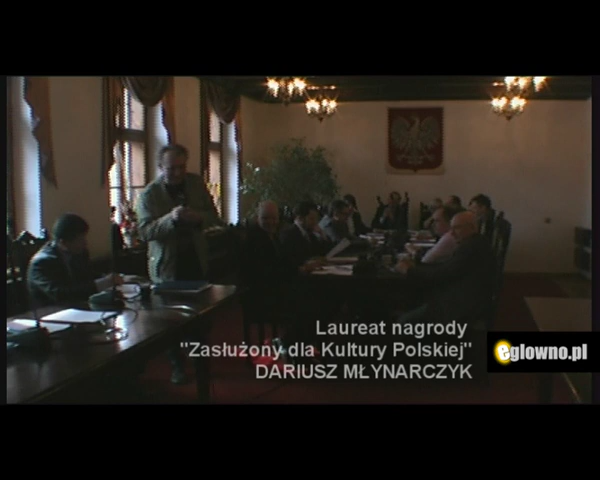 Laureat nagrody
"Zasłużony dla Kultury Polskiej"
DARIUSZ MŁYNARCZYK
eglowno.pl